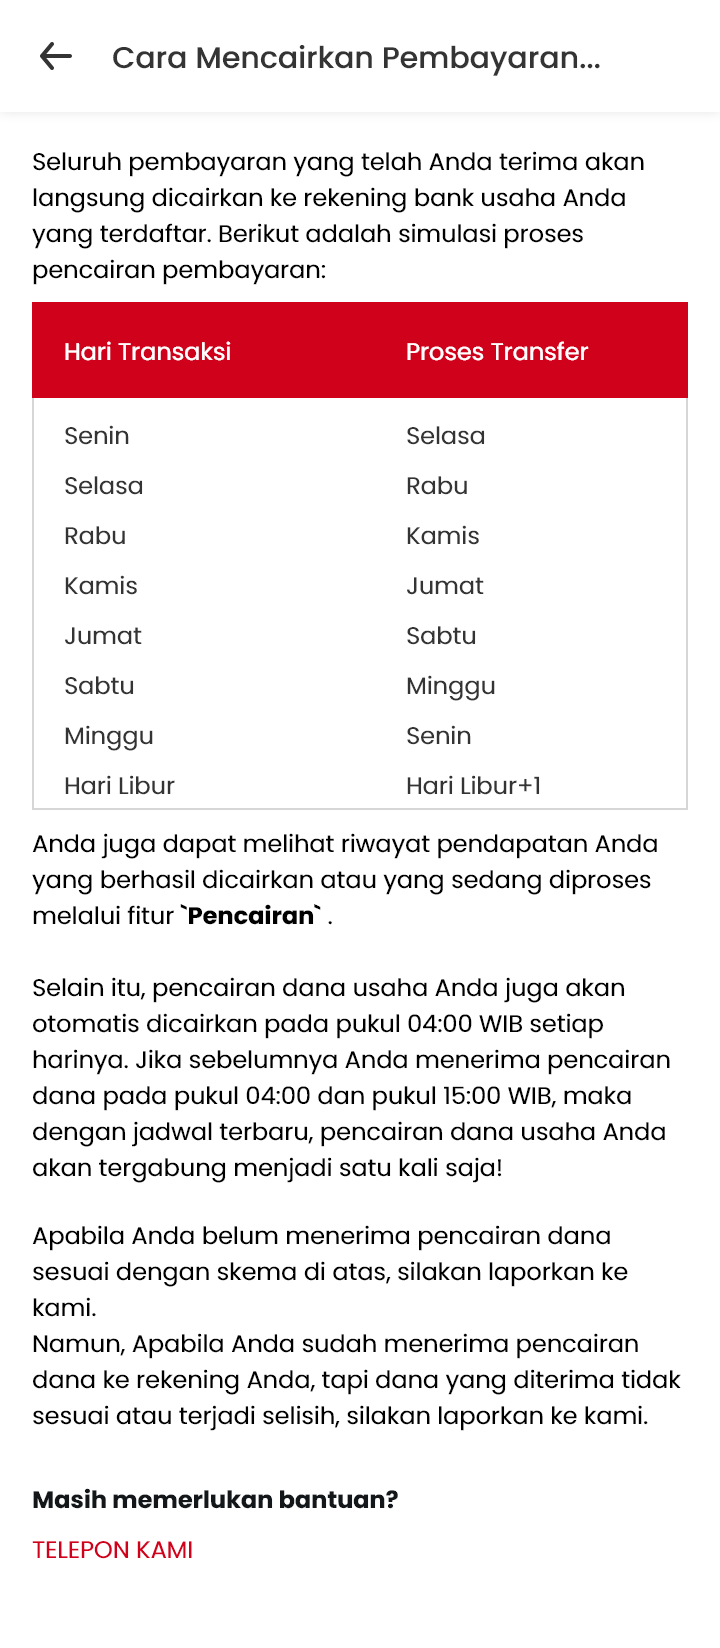 Cara Mencairkan Pembayaran...
Seluruh pembayaran yang telah Anda terima akan
langsung dicairkan ke rekening bank usaha Anda
yang terdaftar. Berikut adalah simulasi proses
pencairan pembayaran:
Hari Transaksi Proses Transfer
Senin Selasa
Selasa Rabu
Rabu Kamis
Kamis Jumat
Jumat Sabtu
Sabtu Minggu
Minggu Senin
Hari Libur Hari Libur+1
Anda juga dapat melihat riwayat pendapatan Anda
yang berhasil dicairkan atau yang sedang diproses
melalui fitur `Pencairan` .
Selain itu, pencairan dana usaha Anda juga akan
otomatis dicairkan pada pukul 04:00 WIB setiap
harinya. Jika sebelumnya Anda menerima pencairan
dana pada pukul 04:00 dan pukul 15:00 WIB, maka
dengan jadwal terbaru, pencairan dana usaha Anda
akan tergabung menjadi satu kali saja!
Apabila Anda belum menerima pencairan dana
sesuai dengan skema di atas, silakan laporkan ke
kami.
Namun, Apabila Anda sudah menerima pencairan
dana ke rekening Anda, tapi dana yang diterima tidak
sesuai atau terjadi selisih, silakan laporkan ke kami.
Masih memerlukan bantuan?
TELEPON KAMI